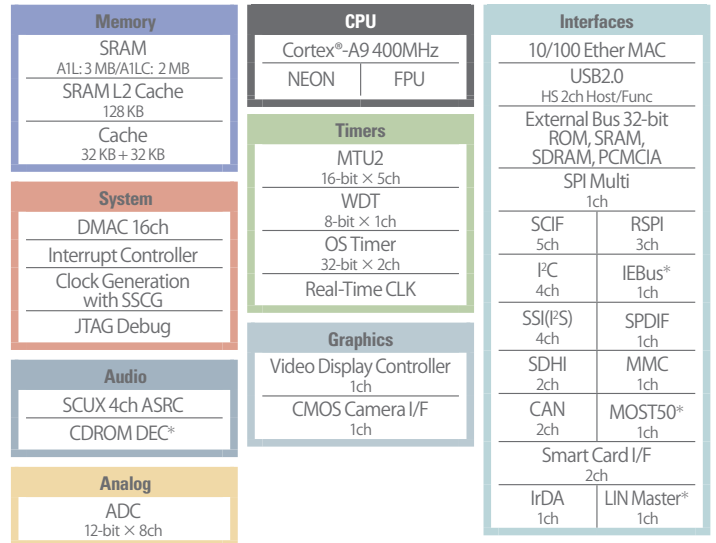 Memory
SRAM
A1L: 3 MB/A1LC: 2 MB
SRAM L2 Cache
128 KB
Cache
32 KB + 32 KB
System
DMAC 16ch
Interrupt Controller
Clock Generation
with SSCG
JTAG Debug
Audio
SCUX 4ch ASRC
CDROM DEC*
Analog
ADC
12-bit × 8ch
CPU
Cortex®-A9 400MHz
NEON FPU
Timers
MTU2
16-bit × 5ch
WDT
8-bit × 1ch
OS Timer
32-bit × 2ch
Real-Time CLK
Graphics
Video Display Controller
1ch
CMOS Camera I/F
1ch
Interfaces
10/100 Ether MAC
USB2.0
HS 2ch Host/Func
External Bus 32-bit
ROM, SRAM,
SDRAM, PCMCIA
SPI Multi
1ch
SCIF RSPI
5ch 3ch
I²C IEBus*
4ch 1ch
SSI(I²S) SPDIF
4ch 1ch
SDHI MMC
2ch 1ch
CAN MOST50*
2ch 1ch
Smart Card I/F
2ch
IrDA LIN Master*
1ch 1ch